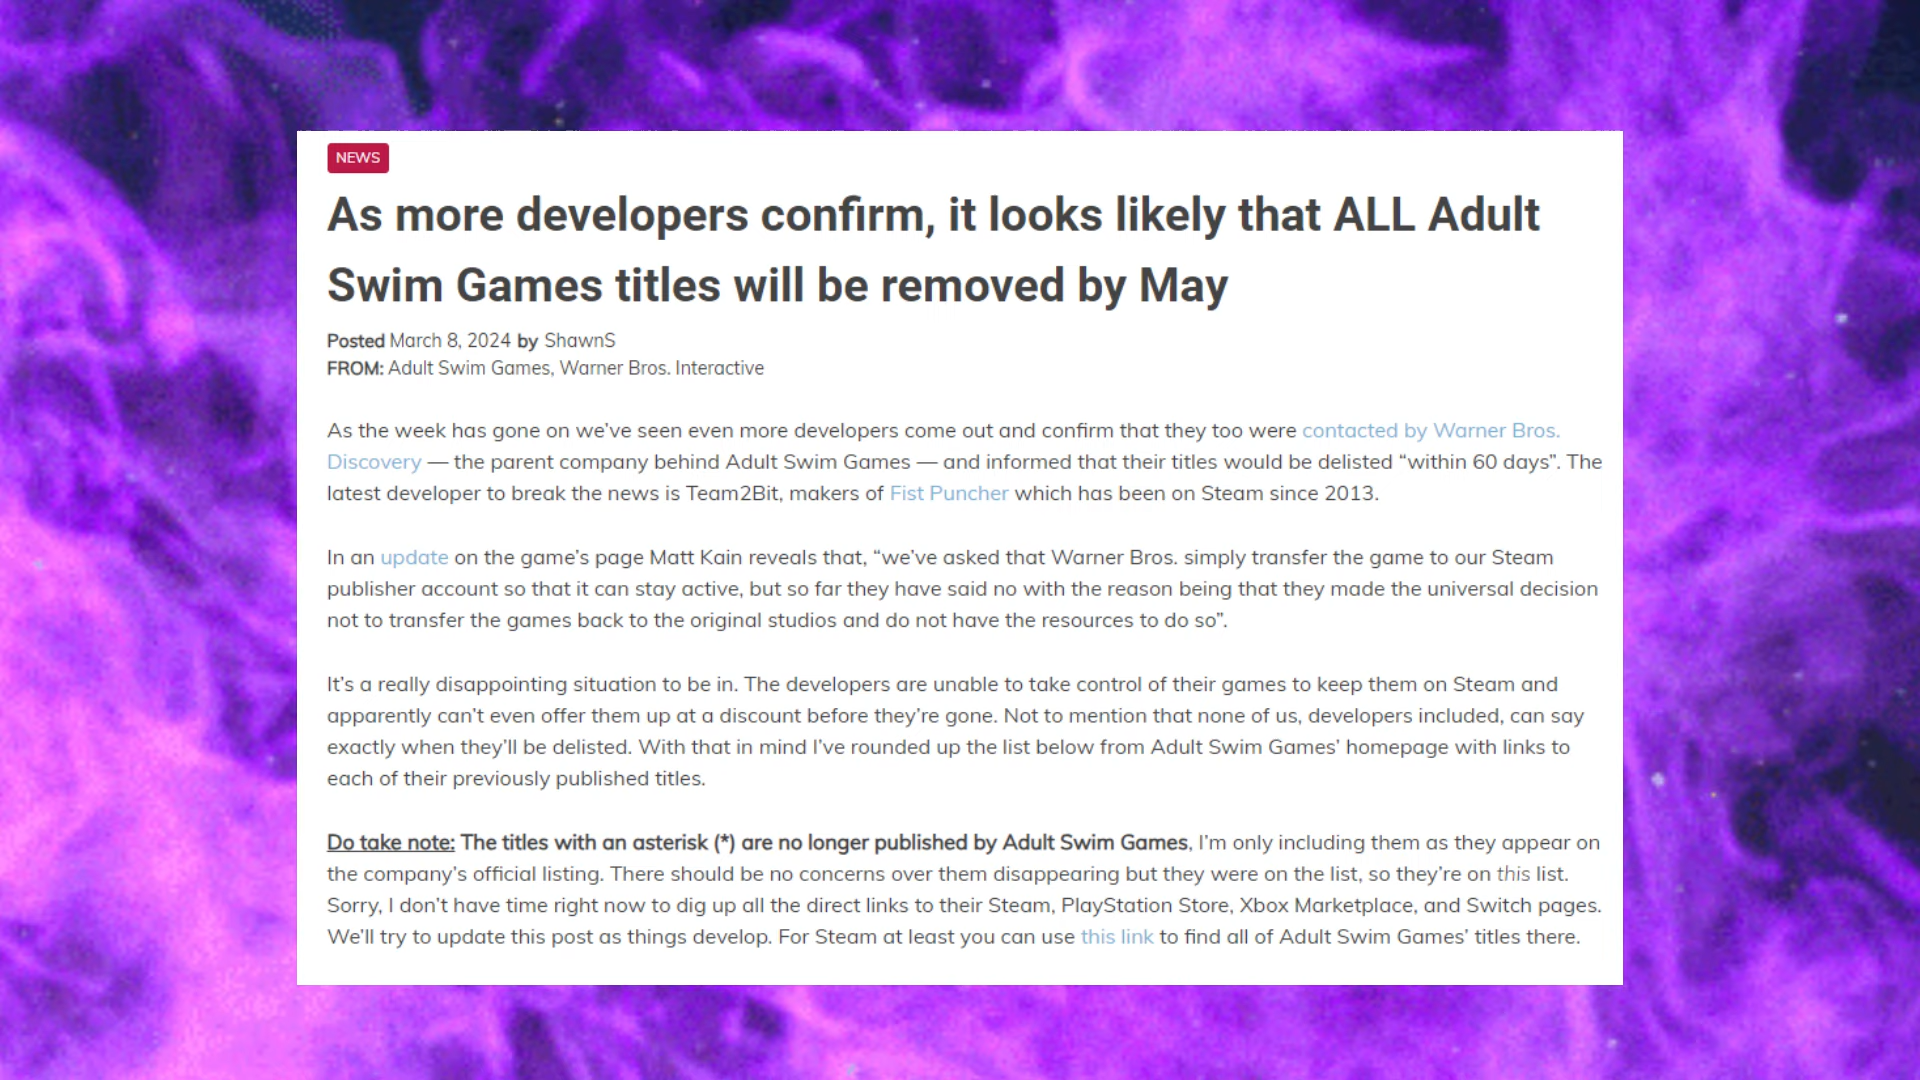 NEWS
As more developers confirm, it looks likely that ALL Adult
Swim Games titles will be removed by May
Posted March 8, 2024 by ShawnS
FROM: Adult Swim Games, Warner Bros. Interactive
As the week has gone on we’ve seen even more developers come out and confirm that they too were contacted by Warner Bros.
Discovery — the parent company behind Adult Swim Games — and informed that their titles would be delisted “within 60 days”. The
latest developer to break the news is Team2Bit, makers of Fist Puncher which has been on Steam since 2013.
In an update on the game’s page Matt Kain reveals that, “we’ve asked that Warner Bros. simply transfer the game to our Steam
publisher account so that it can stay active, but so far they have said no with the reason being that they made the universal decision
not to transfer the games back to the original studios and do not have the resources to do so”.
It’s a really disappointing situation to be in. The developers are unable to take control of their games to keep them on Steam and
apparently can’t even offer them up at a discount before they’re gone. Not to mention that none of us, developers included, can say
exactly when they’ll be delisted. With that in mind I’ve rounded up the list below from Adult Swim Games’ homepage with links to
each of their previously published titles.
Do take note: The titles with an asterisk (*) are no longer published by Adult Swim Games, I’m only including them as they appear on
the company’s official listing. There should be no concerns over them disappearing but they were on the list, so they’re on this list.
Sorry, I don’t have time right now to dig up all the direct links to their Steam, PlayStation Store, Xbox Marketplace, and Switch pages.
We’ll try to update this post as things develop. For Steam at least you can use this link to find all of Adult Swim Games’ titles there.